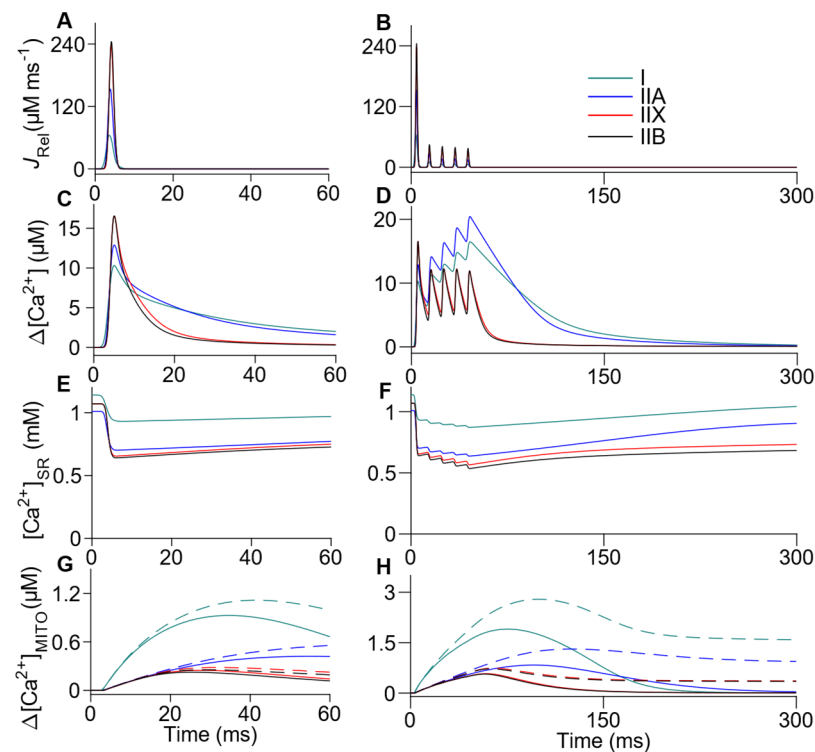 A
240
120
0
J Rel (µM ms⁻¹)
0 20 40 60
B
240
120
0
0 150 300
I
IIA
IIX
IIB
C
15
10
5
0
Δ[Ca²⁺] (µM)
0 20 40 60
D
20
10
0
0 150 300
E
1
0.5
0
[Ca²⁺]SR (mM)
0 20 40 60
F
1
0.5
0
0 150 300
G
1.2
0.6
0
Δ[Ca²⁺]MITO (µM)
0 20 40 60
Time (ms)
H
3
1.5
0
0 150 300
Time (ms)